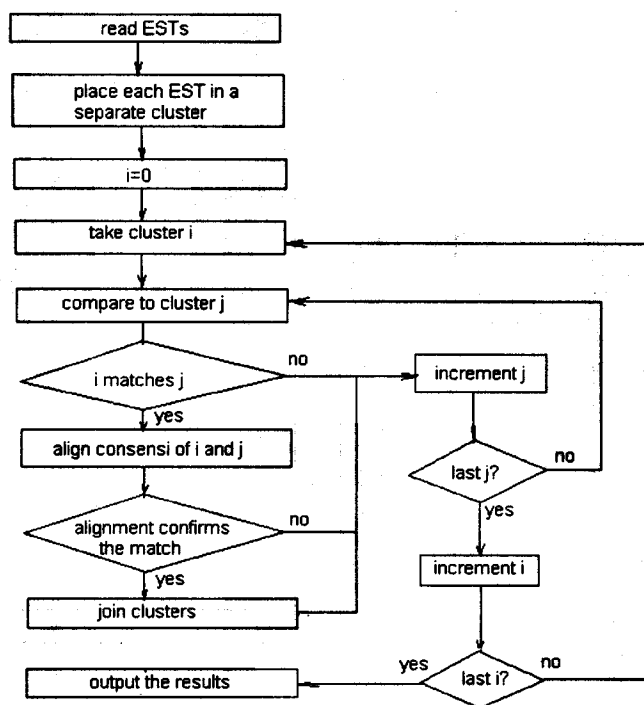 read ESTs
place each EST in a
separate cluster
i=0
take cluster i
compare to cluster j
i matches j
no
yes
increment j
align consensi of i and j
last j?
no
yes
alignment confirms
the match
no
yes
increment i
join clusters
output the results
yes
last i?
no